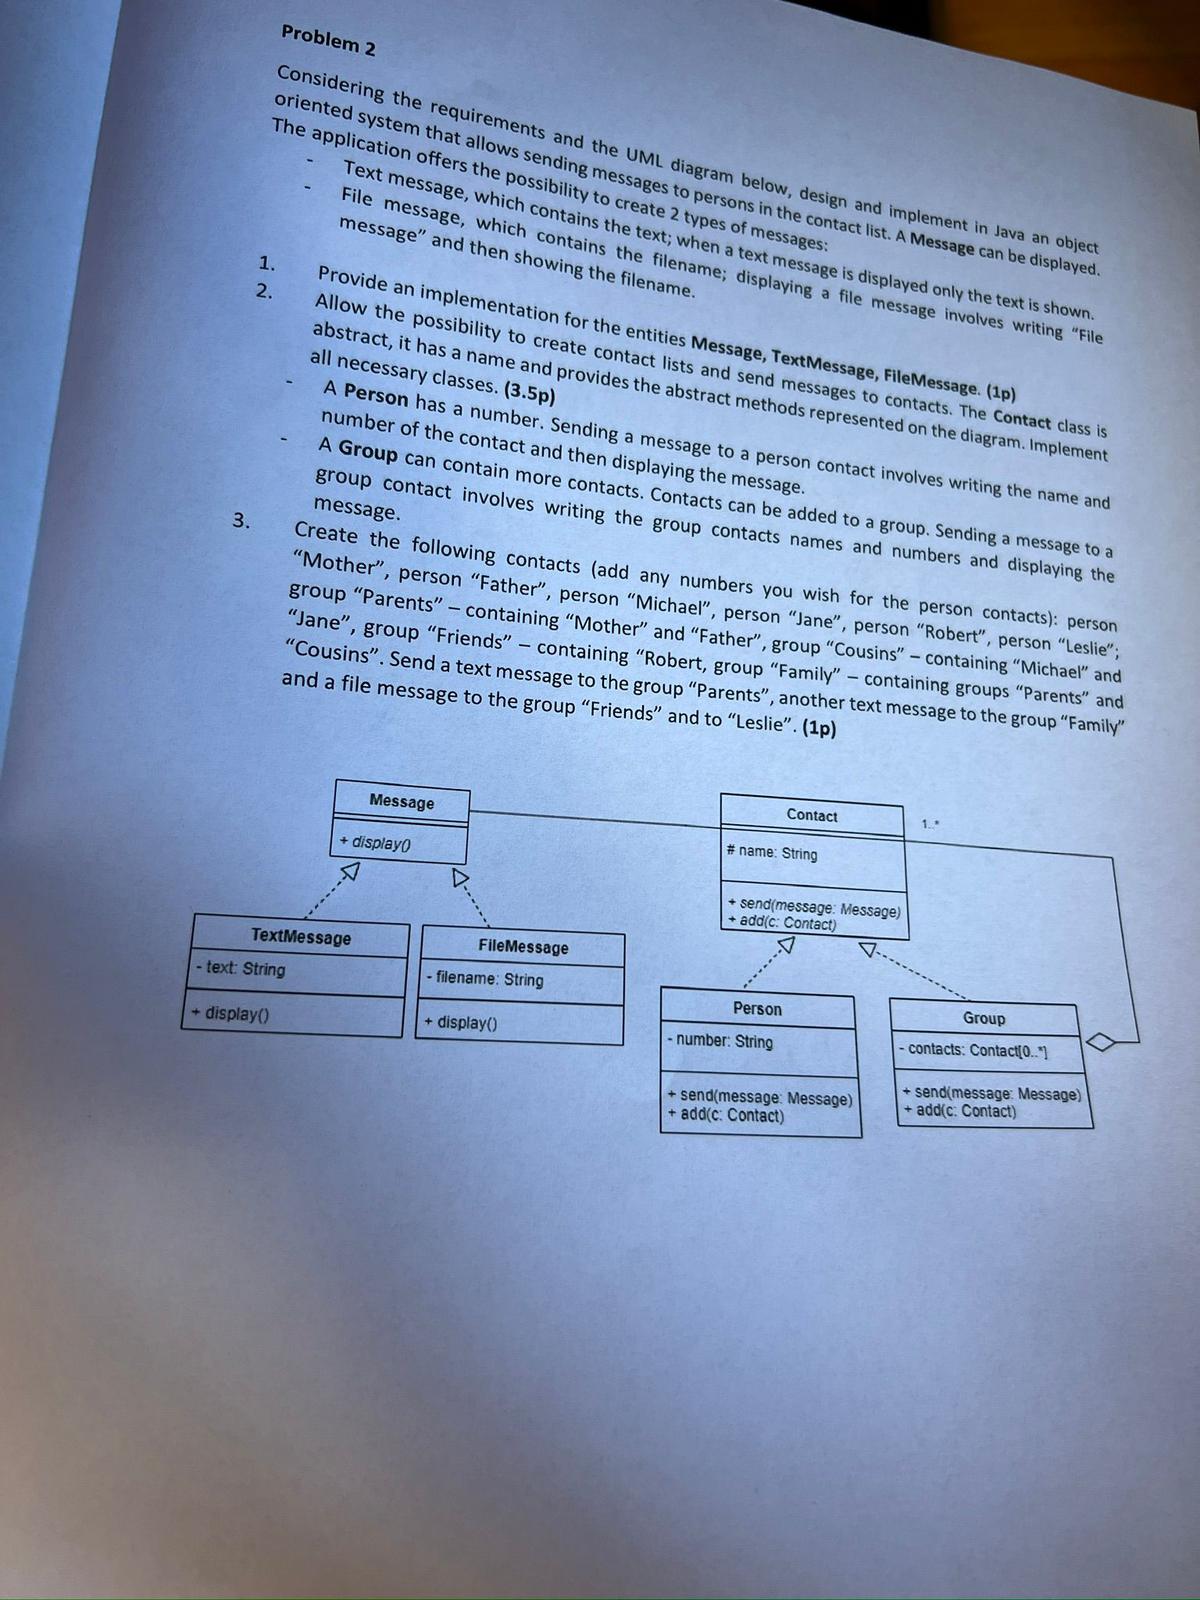 Problem 2
Considering the requirements and the UML diagram below, design and implement in Java an object
oriented system that allows sending messages to persons in the contact list. A Message can be displayed.
The application offers the possibility to create 2 types of messages:
- Text message, which contains the text; when a text message is displayed only the text is shown.
- File message, which contains the filename; displaying a file message involves writing “File
message” and then showing the filename.
1. Provide an implementation for the entities Message, TextMessage, FileMessage. (1p)
2. Allow the possibility to create contact lists and send messages to contacts. The Contact class is
abstract, it has a name and provides the abstract methods represented on the diagram. Implement
all necessary classes. (3.5p)
- A Person has a number. Sending a message to a person contact involves writing the name and
number of the contact and then displaying the message.
- A Group can contain more contacts. Contacts can be added to a group. Sending a message to a
group contact involves writing the group contacts names and numbers and displaying the
message.
3. Create the following contacts (add any numbers you wish for the person contacts): person
“Mother”, person “Father”, person “Michael”, person “Jane”, person “Robert”, person “Leslie”;
group “Parents” – containing “Mother” and “Father”, group “Cousins” – containing “Michael” and
“Jane”, group “Friends” – containing “Robert, group “Family” – containing groups “Parents” and
“Cousins”. Send a text message to the group “Parents”, another text message to the group “Family”
and a file message to the group “Friends” and to “Leslie”. (1p)
Message
+ display()
Contact
1..*
# name: String
+ send(message: Message)
+ add(c: Contact)
TextMessage
- text: String
+ display()
FileMessage
- filename: String
+ display()
Person
- number: String
+ send(message: Message)
+ add(c: Contact)
Group
- contacts: Contact[0..*]
+ send(message: Message)
+ add(c: Contact)